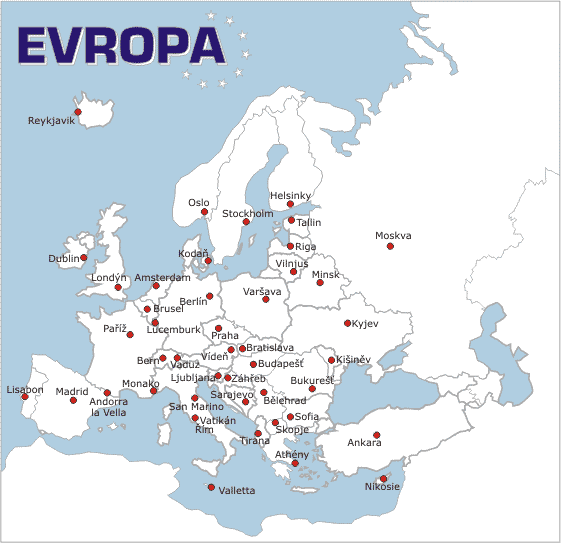 EVROPA
Reykjavik
Oslo
Helsinky
Stockholm
Tallin
Moskva
Riga
Kodaň
Dublin
Vilnius
Minsk
Londýn
Amsterdam
Berlín
Varšava
Brusel
Lucemburk
Paříž
Praha
Kyjev
Bern
Vaduz
Vídeň
Bratislava
Budapešť
Kišiněv
Ljubljana
Záhřeb
Monako
Lisabon
Madrid
Andorra
la Vella
San Marino
Sarajevo
Bělehrad
Bukurešť
Vatikán
Řím
Sofia
Skopje
Tirana
Ankara
Athény
Valletta
Nikosie